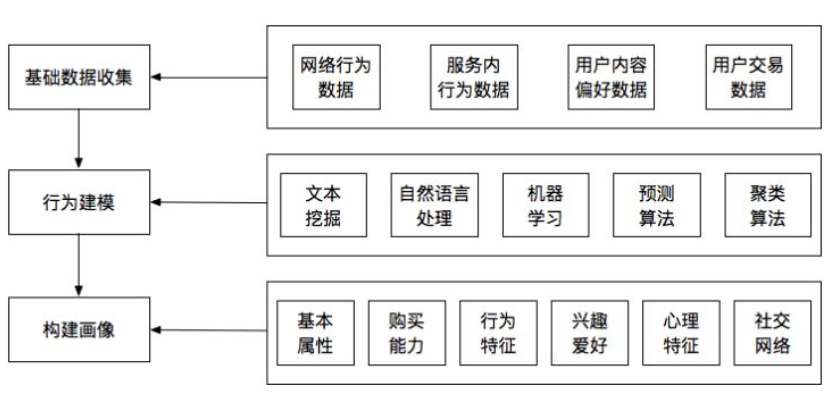 基础数据收集
网络行为
数据
服务内
行为数据
用户内容
偏好数据
用户交易
数据
行为建模
文本
挖掘
自然语言
处理
机器
学习
预测
算法
聚类
算法
构建画像
基本
属性
购买
能力
行为
特征
兴趣
爱好
心理
特征
社交
网络